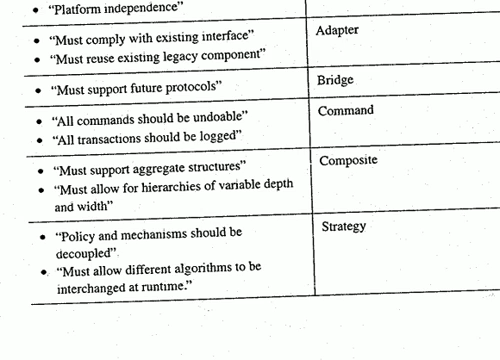 • “Platform independence”
• “Must comply with existing interface” Adapter
• “Must reuse existing legacy component”
• “Must support future protocols” Bridge
• “All commands should be undoable” Command
• “All transactions should be logged”
• “Must support aggregate structures” Composite
• “Must allow for hierarchies of variable depth
and width”
• “Policy and mechanisms should be Strategy
decoupled”
• “Must allow different algorithms to be
interchanged at runtime.”